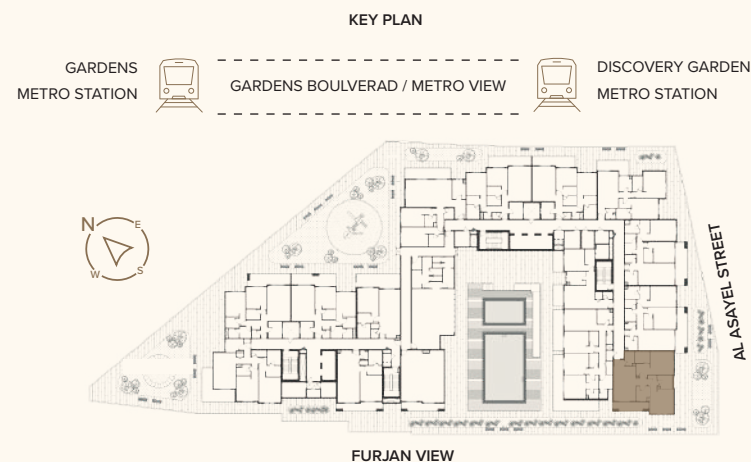 KEY PLAN
GARDENS
METRO STATION
GARDENS BOULVERAD / METRO VIEW
DISCOVERY GARDEN
METRO STATION
N
E
W
S
AL ASAYEL STREET
FURJAN VIEW